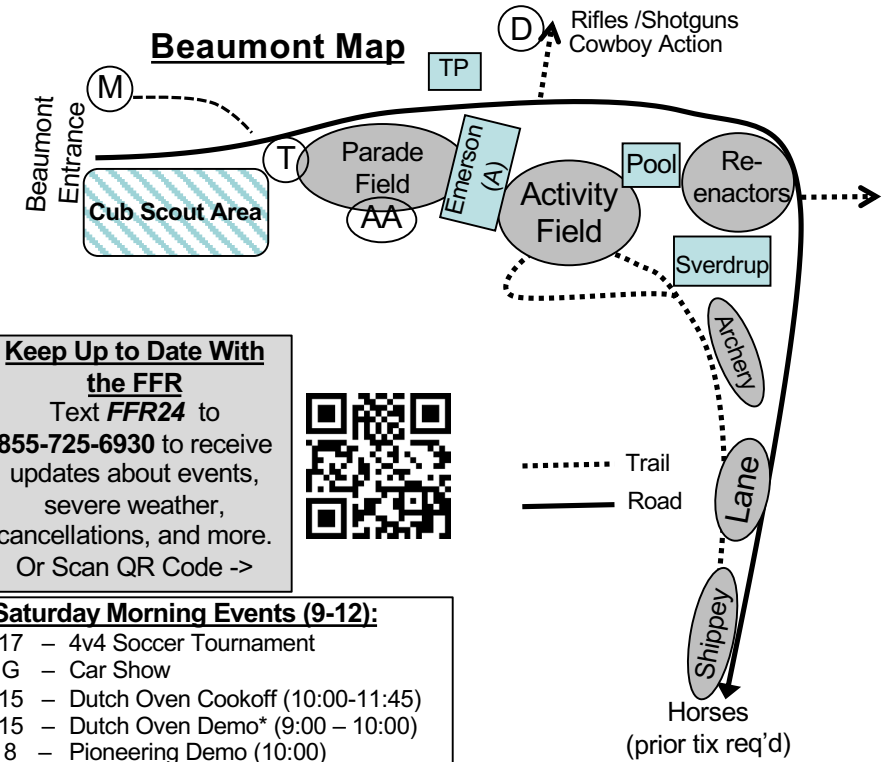 Beaumont Map
D
Rifles /Shotguns
Cowboy Action
TP
M
Beaumont
Entrance
T
Parade
Field
AA
Emerson
(A)
Activity
Field
Pool
Re-
enactors
Cub Scout Area
Sverdrup
Archery
Lane
Shippey
Horses
(prior tix req'd)
Trail
Road
Keep Up to Date With
the FFR
Text FFR24 to
855-725-6930 to receive
updates about events,
severe weather,
cancellations, and more.
Or Scan QR Code ->
Saturday Morning Events (9-12):
17 – 4v4 Soccer Tournament
G – Car Show
15 – Dutch Oven Cookoff (10:00-11:45)
15 – Dutch Oven Demo* (9:00 – 10:00)
8 – Pioneering Demo (10:00)